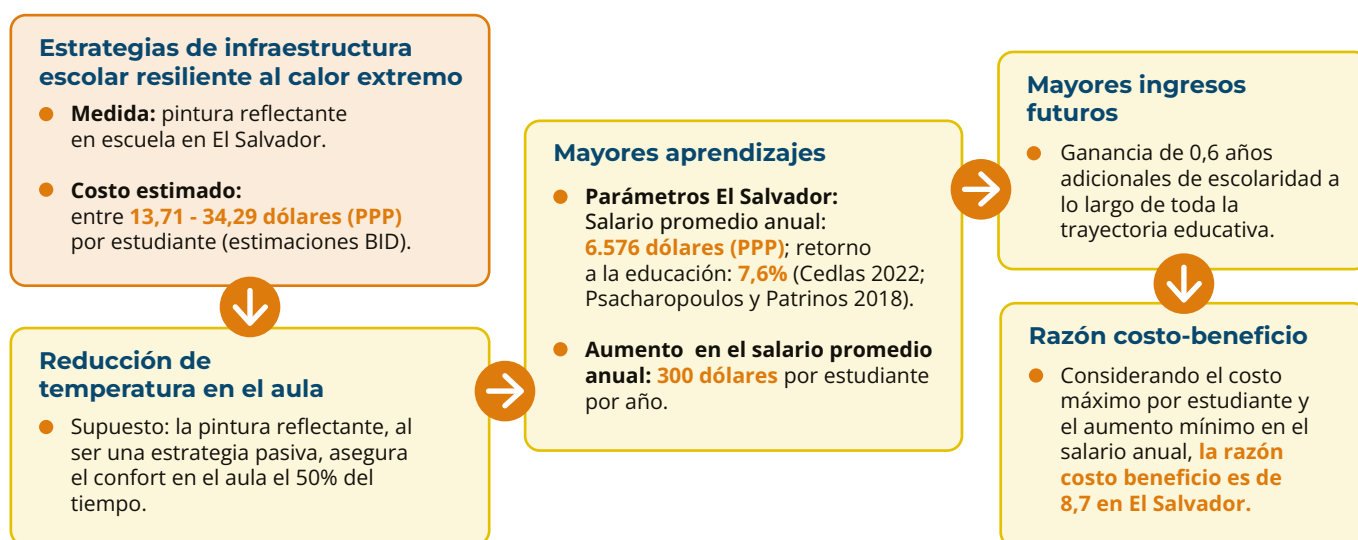 Estrategias de infraestructura
escolar resiliente al calor extremo
Medida: pintura reflectante
en escuela en El Salvador.
Costo estimado:
entre 13,71 - 34,29 dólares (PPP)
por estudiante (estimaciones BID).
Reducción de
temperatura en el aula
Supuesto: la pintura reflectante, al
ser una estrategia pasiva, asegura
el confort en el aula el 50% del
tiempo.
Mayores aprendizajes
Parámetros El Salvador:
Salario promedio anual:
6.576 dólares (PPP); retorno
a la educación: 7,6% (Cedlas 2022;
Psacharopoulos y Patrinos 2018).
Aumento en el salario promedio
anual: 300 dólares por estudiante
por año.
Mayores ingresos
futuros
Ganancia de 0,6 años
adicionales de escolaridad a
lo largo de toda la
trayectoria educativa.
Razón costo-beneficio
Considerando el costo
máximo por estudiante y
el aumento mínimo en el
salario anual, la razón
costo beneficio es de
8,7 en El Salvador.